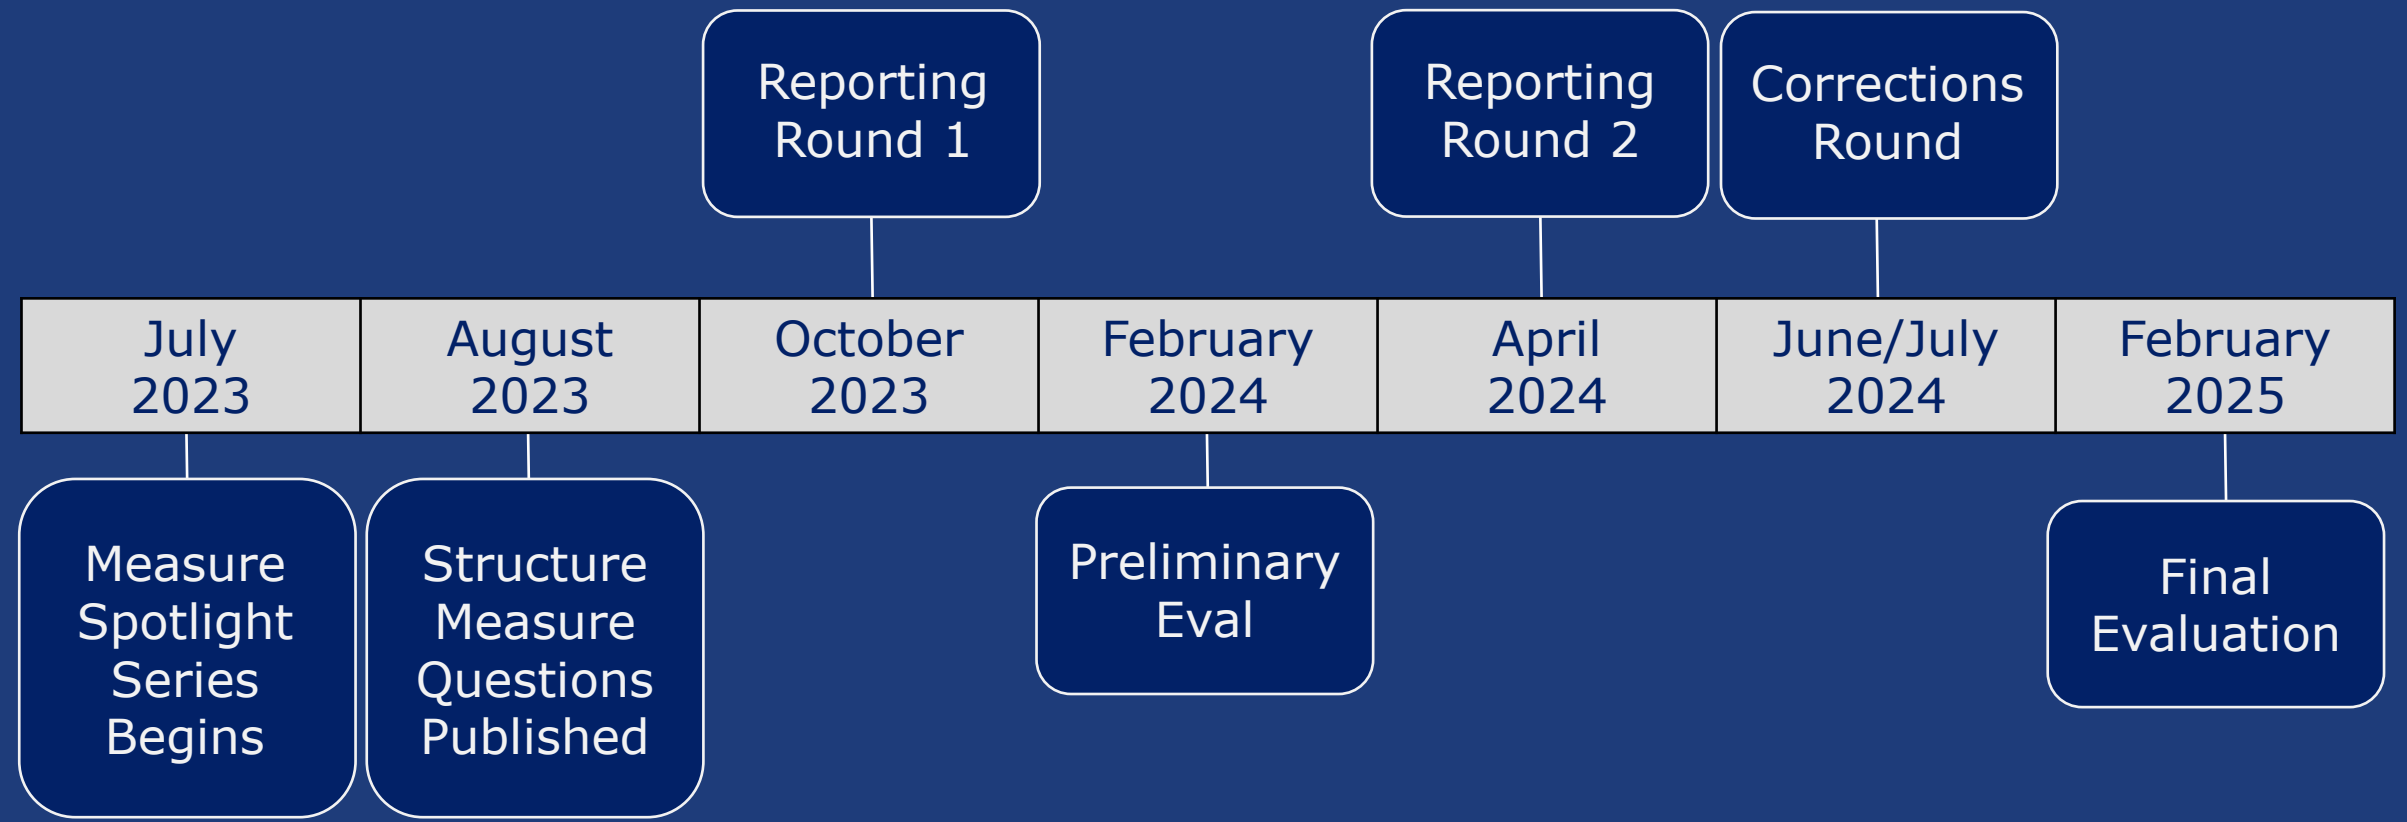 Reporting
Round 1
Reporting
Round 2
Corrections
Round
July
2023
August
2023
October
2023
February
2024
April
2024
June/July
2024
February
2025
Measure
Spotlight
Series
Begins
Structure
Measure
Questions
Published
Preliminary
Eval
Final
Evaluation